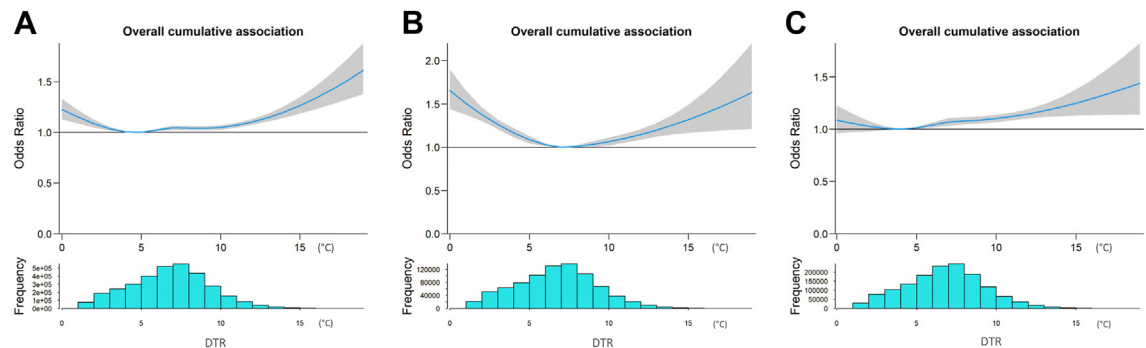 A
Overall cumulative association
Odds Ratio
1.5
1.0
0.5
0.0
0
5
10
15
(°C)
Frequency
5e+05
4e+05
3e+05
2e+05
1e+05
0e+00
0
5
10
15
(°C)
DTR
B
Overall cumulative association
Odds Ratio
2.0
1.5
1.0
0.5
0.0
0
5
10
15
(°C)
Frequency
120000
80000
40000
0
0
5
10
15
(°C)
DTR
C
Overall cumulative association
Odds Ratio
1.5
1.0
0.5
0.0
0
5
10
15
(°C)
Frequency
200000
150000
100000
50000
0
0
5
10
15
(°C)
DTR